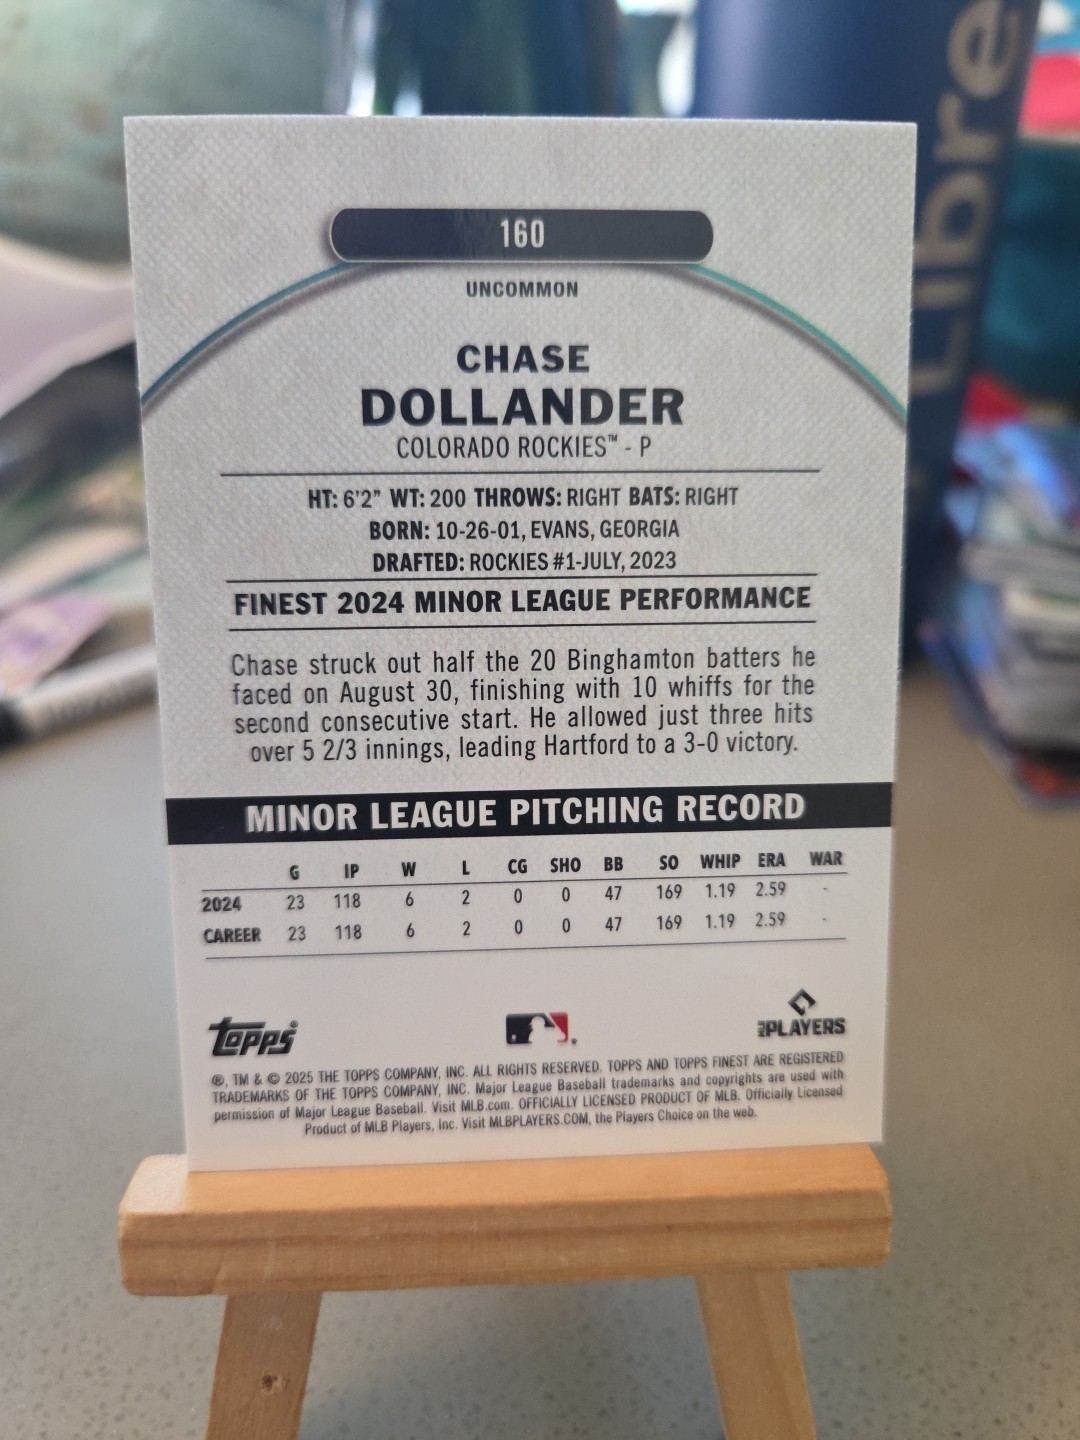 Libre
160
UNCOMMON
CHASE
DOLLANDER
COLORADO ROCKIES™ - P
HT: 6'2" WT: 200 THROWS: RIGHT BATS: RIGHT
BORN: 10-26-01, EVANS, GEORGIA
DRAFTED: ROCKIES #1-JULY, 2023
FINEST 2024 MINOR LEAGUE PERFORMANCE
Chase struck out half the 20 Binghamton batters he
faced on August 30, finishing with 10 whiffs for the
second consecutive start. He allowed just three hits
over 5 2/3 innings, leading Hartford to a 3-0 victory.
MINOR LEAGUE PITCHING RECORD
G IP W L CG SHO BB SO WHIP ERA WAR
2024 23 118 6 2 0 0 47 169 1.19 2.59 -
CAREER 23 118 6 2 0 0 47 169 1.19 2.59 -
Topps® MLB PLAYERS
®, TM & © 2025 THE TOPPS COMPANY, INC. ALL RIGHTS RESERVED. TOPPS AND TOPPS FINEST ARE REGISTERED
TRADEMARKS OF THE TOPPS COMPANY, INC. Major League Baseball trademarks and copyrights are used with
permission of Major League Baseball. Visit MLB.com. OFFICIALLY LICENSED PRODUCT OF MLB. Officially Licensed
Product of MLB Players, Inc. Visit MLBPLAYERS.COM, the Players Choice on the web.